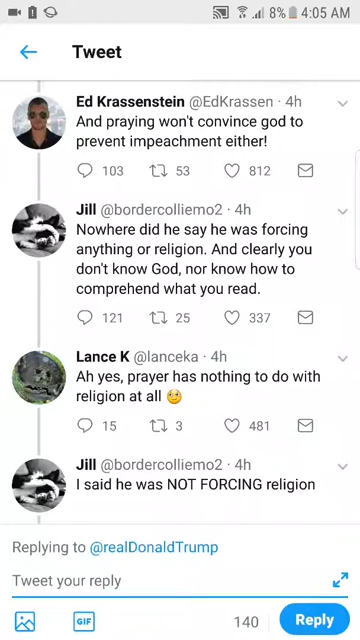 8% 4:05 AM
Tweet
Ed Krassenstein @EdKrassen · 4h
And praying won't convince god to
prevent impeachment either!
103 53 812
Jill @bordercolliemo2 · 4h
Nowhere did he say he was forcing
anything or religion. And clearly you
don't know God, nor know how to
comprehend what you read.
121 25 337
Lance K @lanceka · 4h
Ah yes, prayer has nothing to do with
religion at all 🧐
15 3 481
Jill @bordercolliemo2 · 4h
I said he was NOT FORCING religion
Replying to @realDonaldTrump
Tweet your reply
GIF 140 Reply